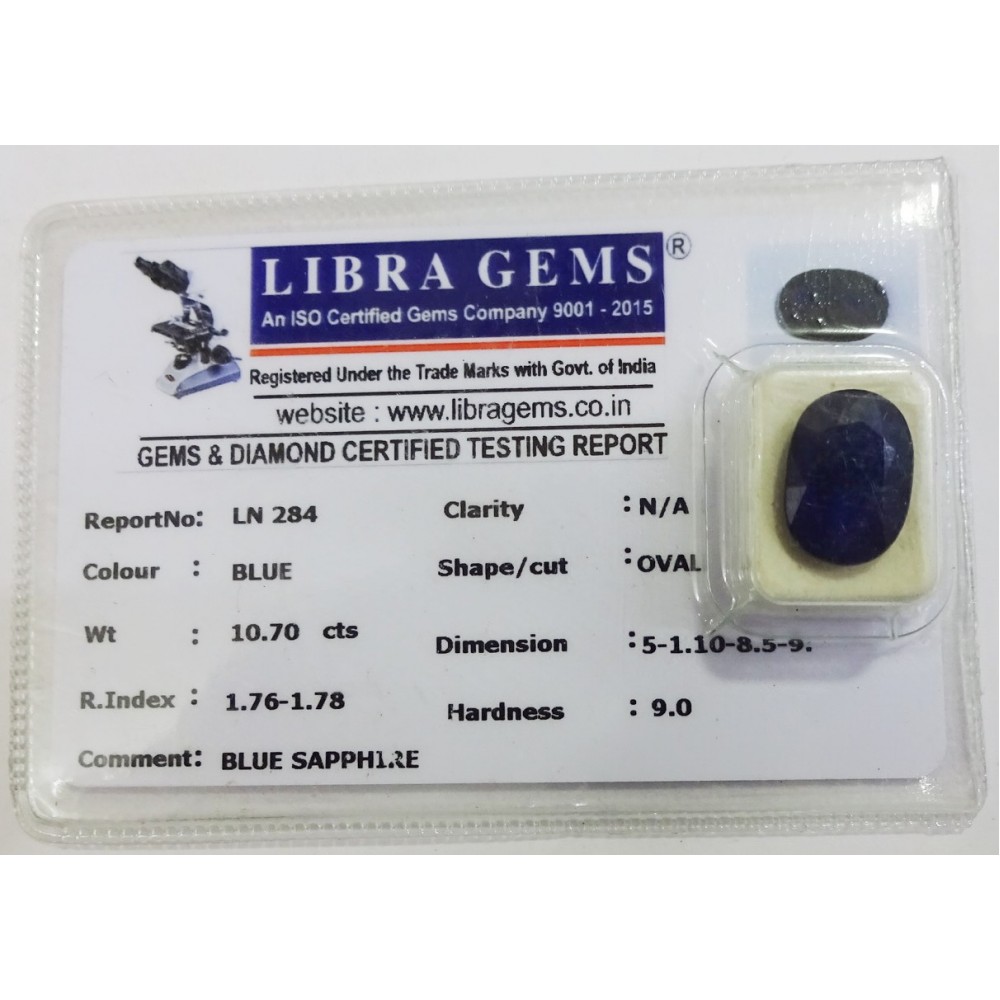 LIBRA GEMS ®
An ISO Certified Gems Company 9001 - 2015
Registered Under the Trade Marks with Govt. of India
website : www.libragems.co.in
GEMS & DIAMOND CERTIFIED TESTING REPORT
ReportNo: LN 284 Clarity : N/A
Colour : BLUE Shape/cut : OVAL
Wt : 10.70 cts Dimension : 5-1.10-8.5-9.
R.Index : 1.76-1.78 Hardness : 9.0
Comment: BLUE SAPPH1RE